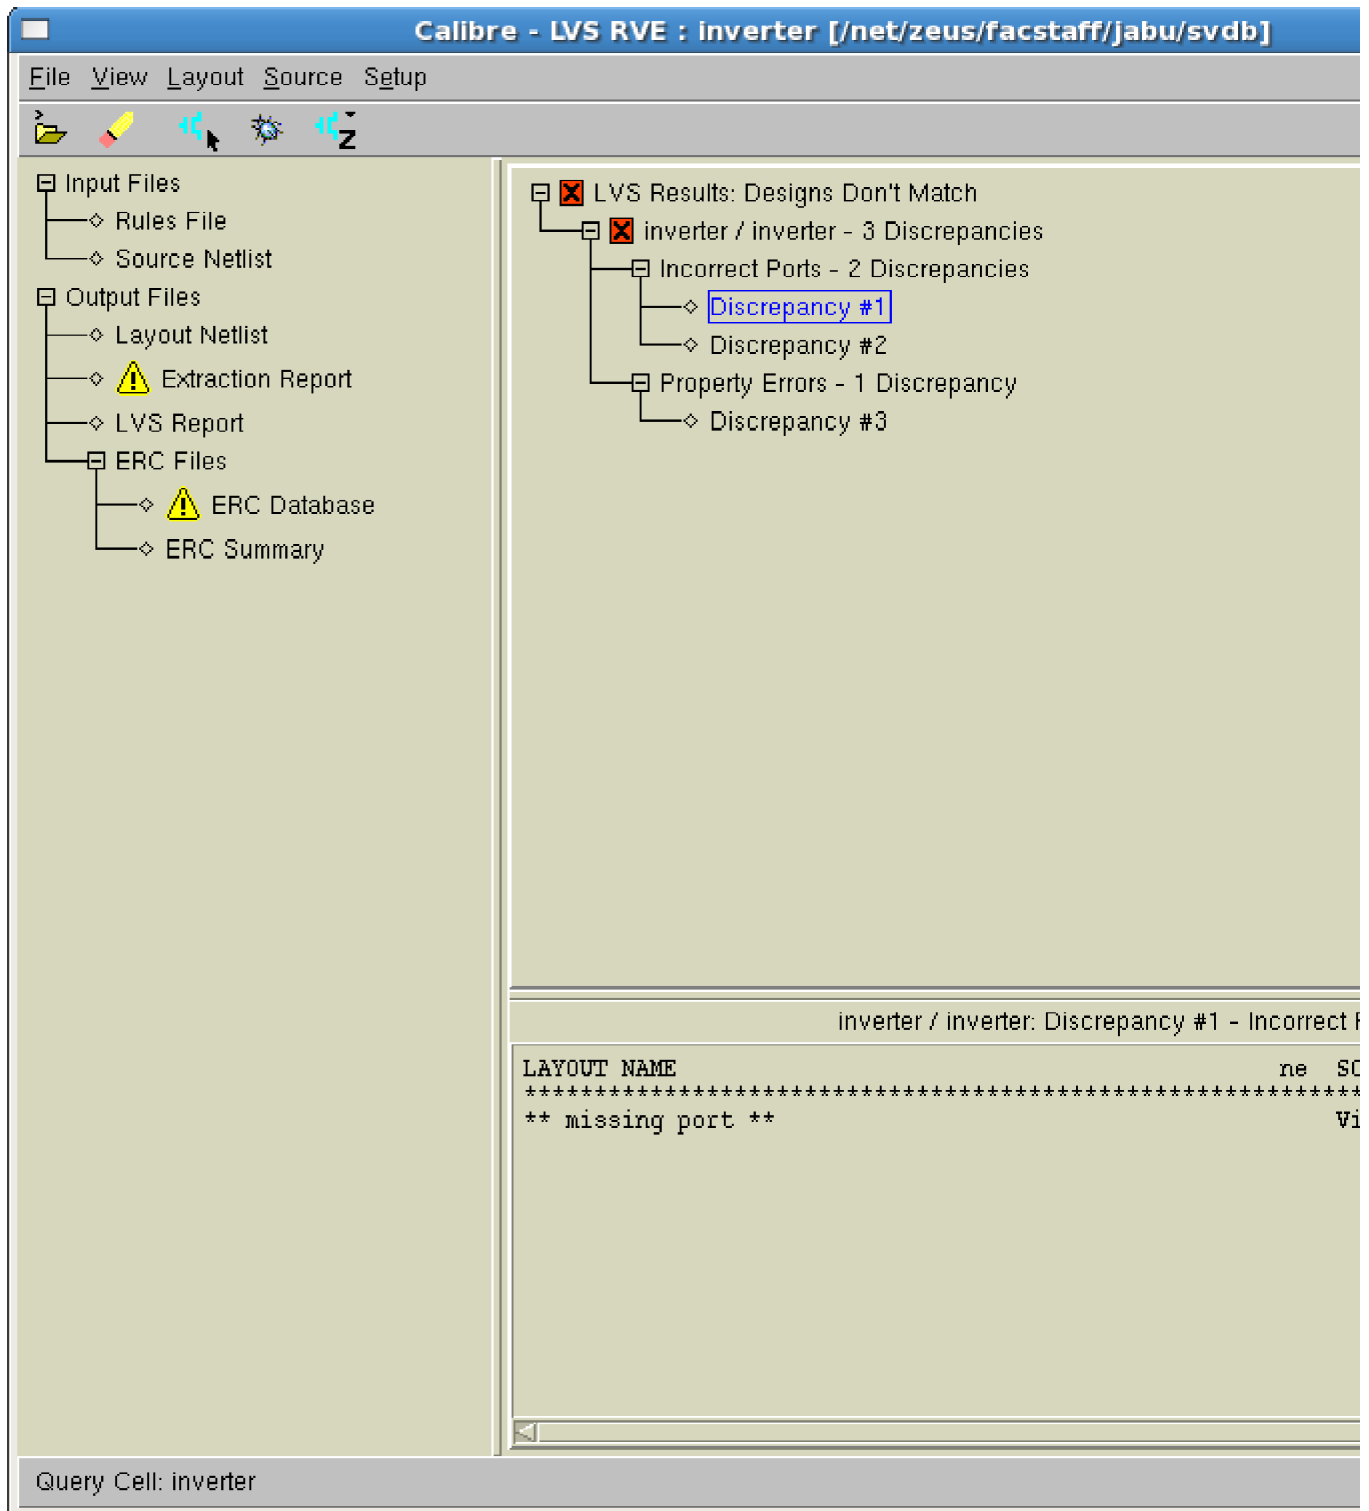 Calibre - LVS RVE : inverter [/net/zeus/facstaff/jabu/svdb]
File View Layout Source Setup
Input Files
Rules File
Source Netlist
Output Files
Layout Netlist
Extraction Report
LVS Report
ERC Files
ERC Database
ERC Summary
LVS Results: Designs Don't Match
inverter / inverter - 3 Discrepancies
Incorrect Ports - 2 Discrepancies
Discrepancy #1
Discrepancy #2
Property Errors - 1 Discrepancy
Discrepancy #3
inverter / inverter: Discrepancy #1 - Incorrect
LAYOUT NAME ne SO
** missing port ** Vi
Query Cell: inverter